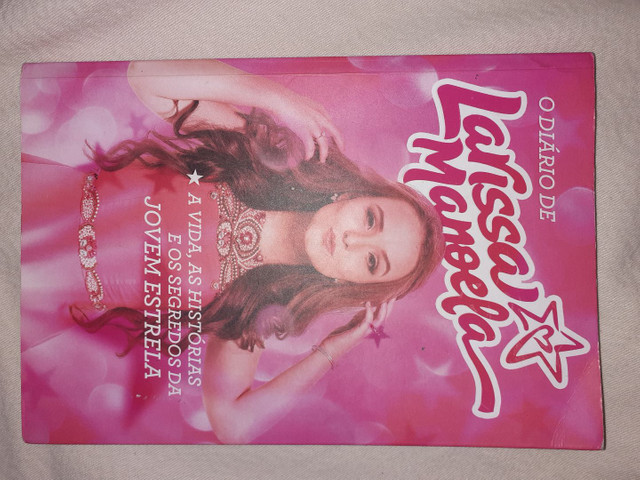 O DIÁRIO DE
Larissa
Manoela
A VIDA, AS HISTÓRIAS
E OS SEGREDOS DA
JOVEM ESTRELA